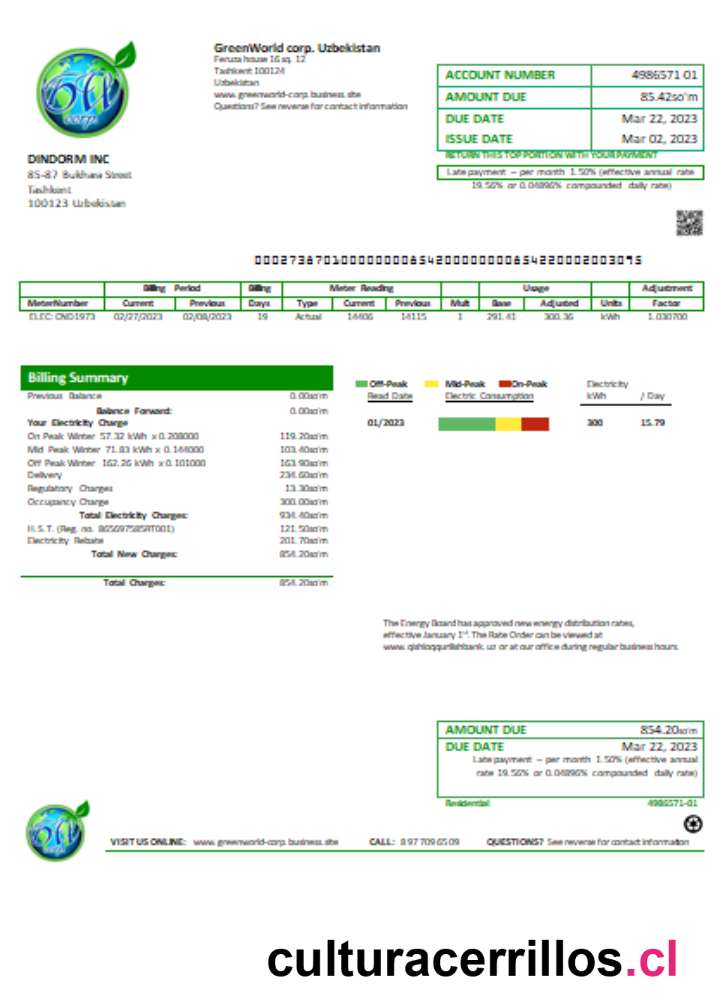 GreenWorld corp. Uzbekistan
Feruza house 16 sq. 12
Tashkent 100124
Uzbekistan
www. greenworld-corp.business.site
Questions? See reverse for contact information
ACCOUNT NUMBER 4986571 01
AMOUNT DUE 85.42so'm
DUE DATE Mar 22, 2023
ISSUE DATE Mar 02, 2023
RETURN THIS TOP PORTION WITH YOUR PAYMENT
Late payment – per month 1.50% (effective annual rate
19.56% or 0.04896% compounded daily rate)
corp.
DINDORM INC
85-87 Bukhara Street
Tashkent
100123 Uzbekistan
Billing Period Billing Meter Reading Usage Adjustment
MeterNumber Current Previous Days Type Current Previous Mult Base Adjusted Units Factor
ELEC: OND1973 02/27/2023 02/08/2023 19 Actual 14406 14115 1 291.41 300.36 kWh 1.030700
Billing Summary
Previous Balance 0.00so'm
Balance Forward: 0.00so'm
Your Electricity Charge
On Peak Winter 57.32 kWh x 0.208000 119.20so'm
Mid Peak Winter 71.83 kWh x 0.144000 103.40so'm
Off Peak Winter 162.26 kWh x 0.101000 163.90so'm
Delivery 234.60so'm
Regulatory Charges 13.30so'm
Occupancy Charge 300.00so'm
Total Electricity Charges: 934.40so'm
H.S.T. (Reg. no. 865697585RT001) 121.50so'm
Electricity Rebate 201.70so'm
Total New Charges: 854.20so'm
Total Charges: 854.20so'm
Off-Peak Mid-Peak On-Peak Electricity
Read Date Electric Consumption kWh / Day
01/2023 300 15.79
The Energy Board has approved new energy distribution rates,
effective January 1st. The Rate Order can be viewed at
www. qishloqqurilishbank. uz or at our office during regular business hours.
AMOUNT DUE 854.20so'm
DUE DATE Mar 22, 2023
Late payment – per month 1.50% (effective annual
rate 19.56% or 0.04896% compounded daily rate)
Residential 4986571-01
corp.
VISIT US ONLINE: www. greenworld-corp. business. site CALL: 8 97 709 65 09 QUESTIONS? See reverse for contact information
culturacerrillos.cl